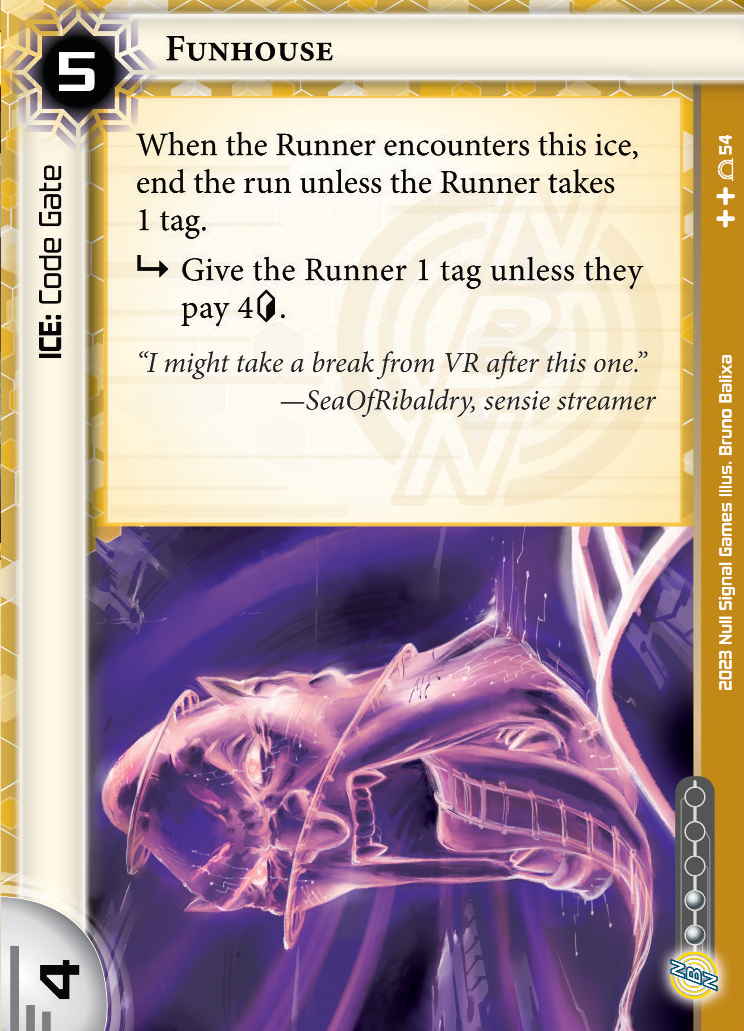 5
Funhouse
ICE: Code Gate
When the Runner encounters this ice,
end the run unless the Runner takes
1 tag.
↳ Give the Runner 1 tag unless they
pay 4.
“I might take a break from VR after this one.”
—SeaOfRibaldry, sensie streamer
NBN
4
++ 54
2023 Null Signal Games Illus. Bruno Balixa
NBN